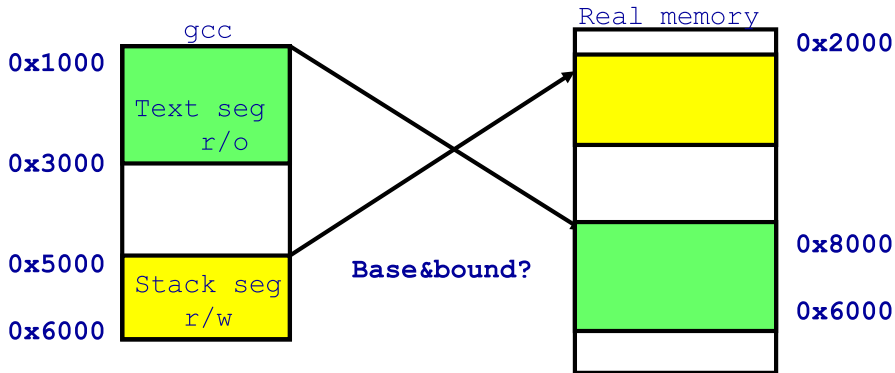 gcc
0x1000
Text seg
r/o
0x3000
0x5000
Stack seg
r/w
0x6000
Base&bound?
Real memory
0x2000
0x8000
0x6000